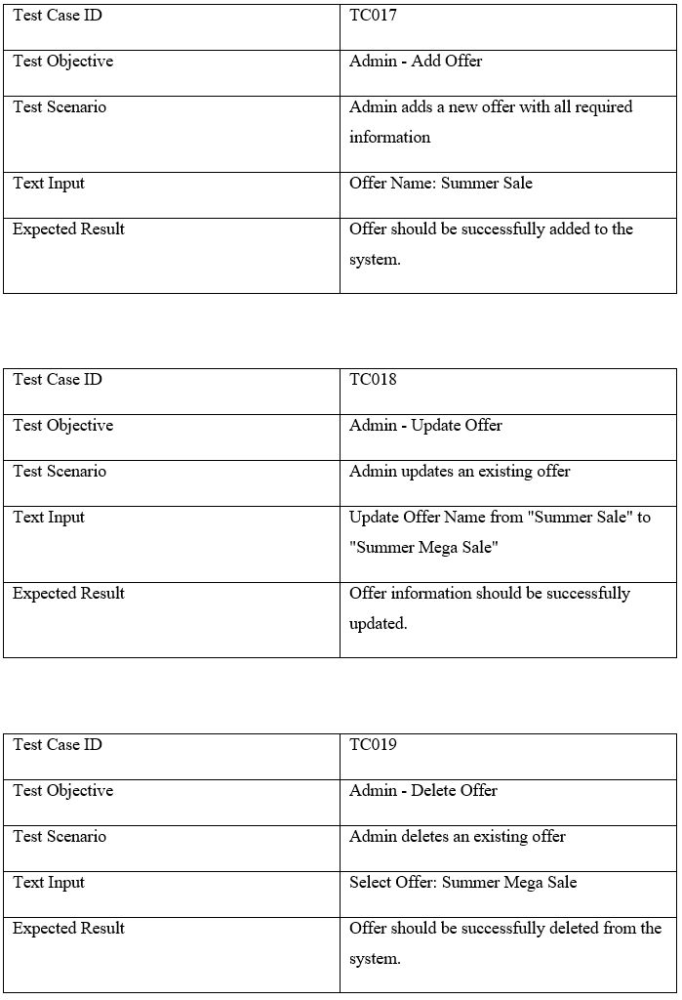 Test Case ID TC017
Test Objective Admin - Add Offer
Test Scenario Admin adds a new offer with all required
information
Text Input Offer Name: Summer Sale
Expected Result Offer should be successfully added to the
system.
Test Case ID TC018
Test Objective Admin - Update Offer
Test Scenario Admin updates an existing offer
Text Input Update Offer Name from "Summer Sale" to
"Summer Mega Sale"
Expected Result Offer information should be successfully
updated.
Test Case ID TC019
Test Objective Admin - Delete Offer
Test Scenario Admin deletes an existing offer
Text Input Select Offer: Summer Mega Sale
Expected Result Offer should be successfully deleted from the
system.